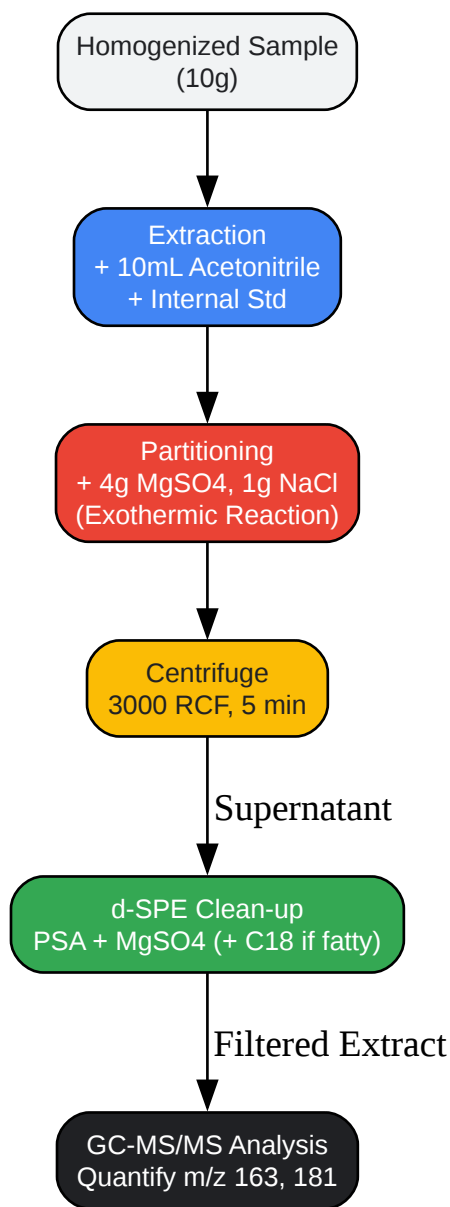 Homogenized Sample
(10g)
Extraction
+ 10mL Acetonitrile
+ Internal Std
Partitioning
+ 4g MgSO4, 1g NaCl
(Exothermic Reaction)
Centrifuge
3000 RCF, 5 min
Supernatant
d-SPE Clean-up
PSA + MgSO4 (+ C18 if fatty)
Filtered Extract
GC-MS/MS Analysis
Quantify m/z 163, 181